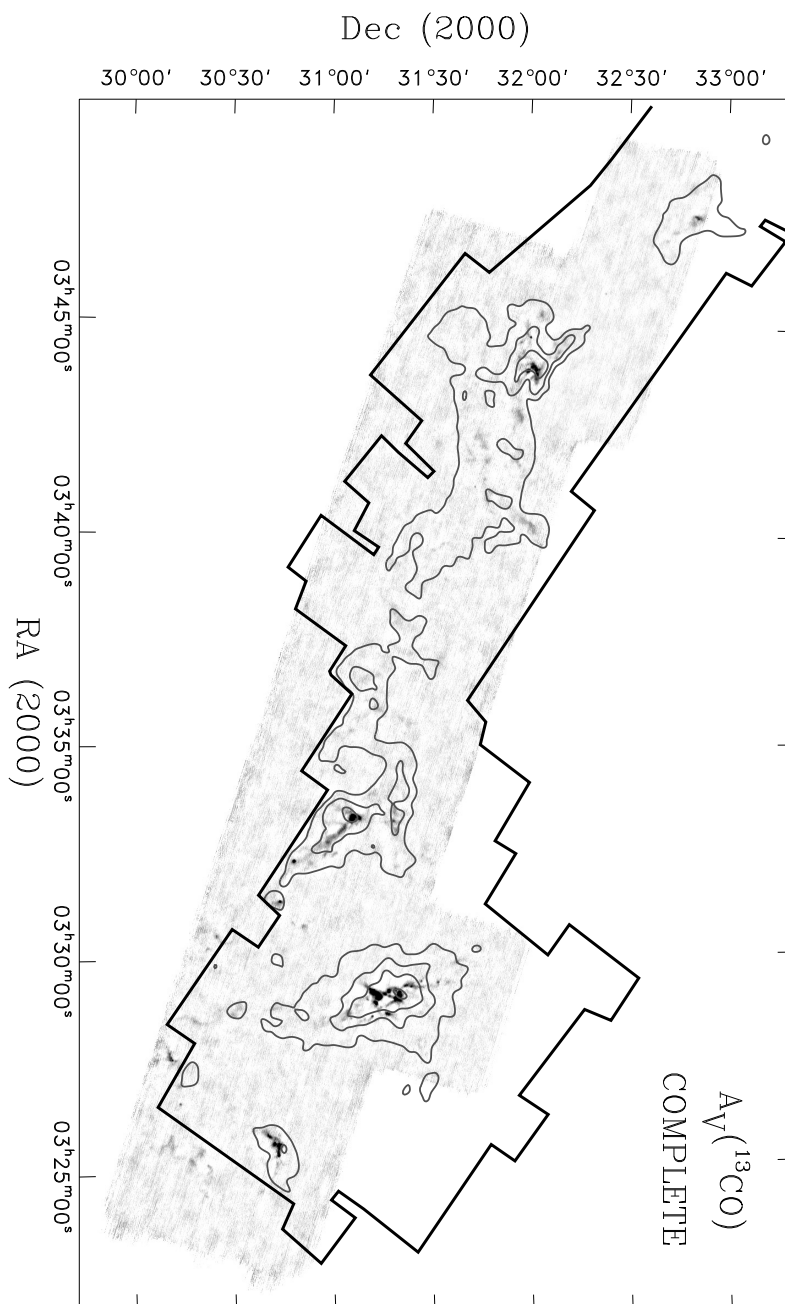 Dec (2000)
30°00′ 30°30′ 31°00′ 31°30′ 32°00′ 32°30′ 33°00′
03ʰ45ᵐ00ˢ
03ʰ40ᵐ00ˢ
03ʰ35ᵐ00ˢ
03ʰ30ᵐ00ˢ
03ʰ25ᵐ00ˢ
RA (2000)
A_V(¹³CO)
COMPLETE